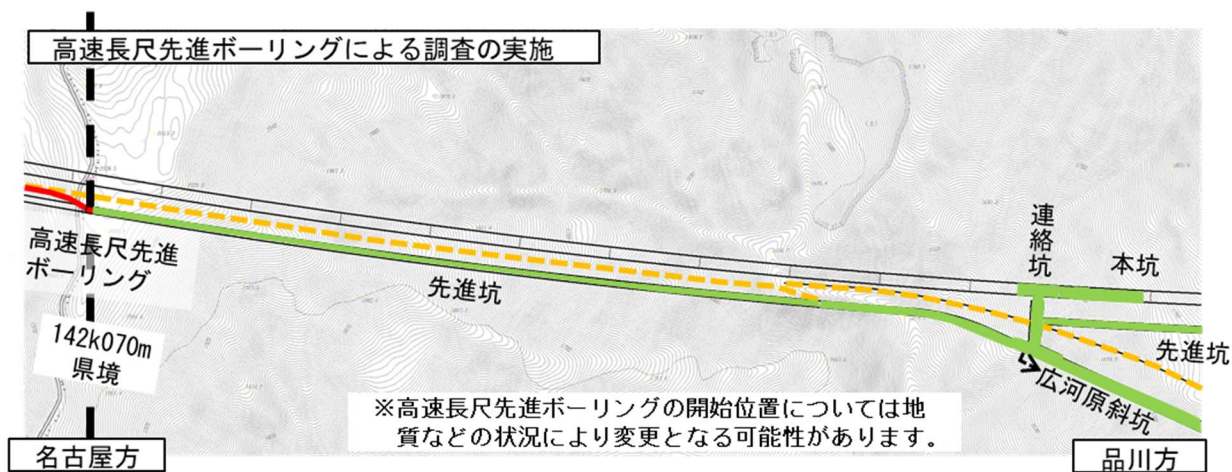 高速長尺先進ボーリングによる調査の実施
高速長尺先進
ボーリング
142k070m
県境
先進坑
連絡坑
本坑
先進坑
広河原斜坑
※高速長尺先進ボーリングの開始位置については地
質などの状況により変更となる可能性があります。
名古屋方
品川方